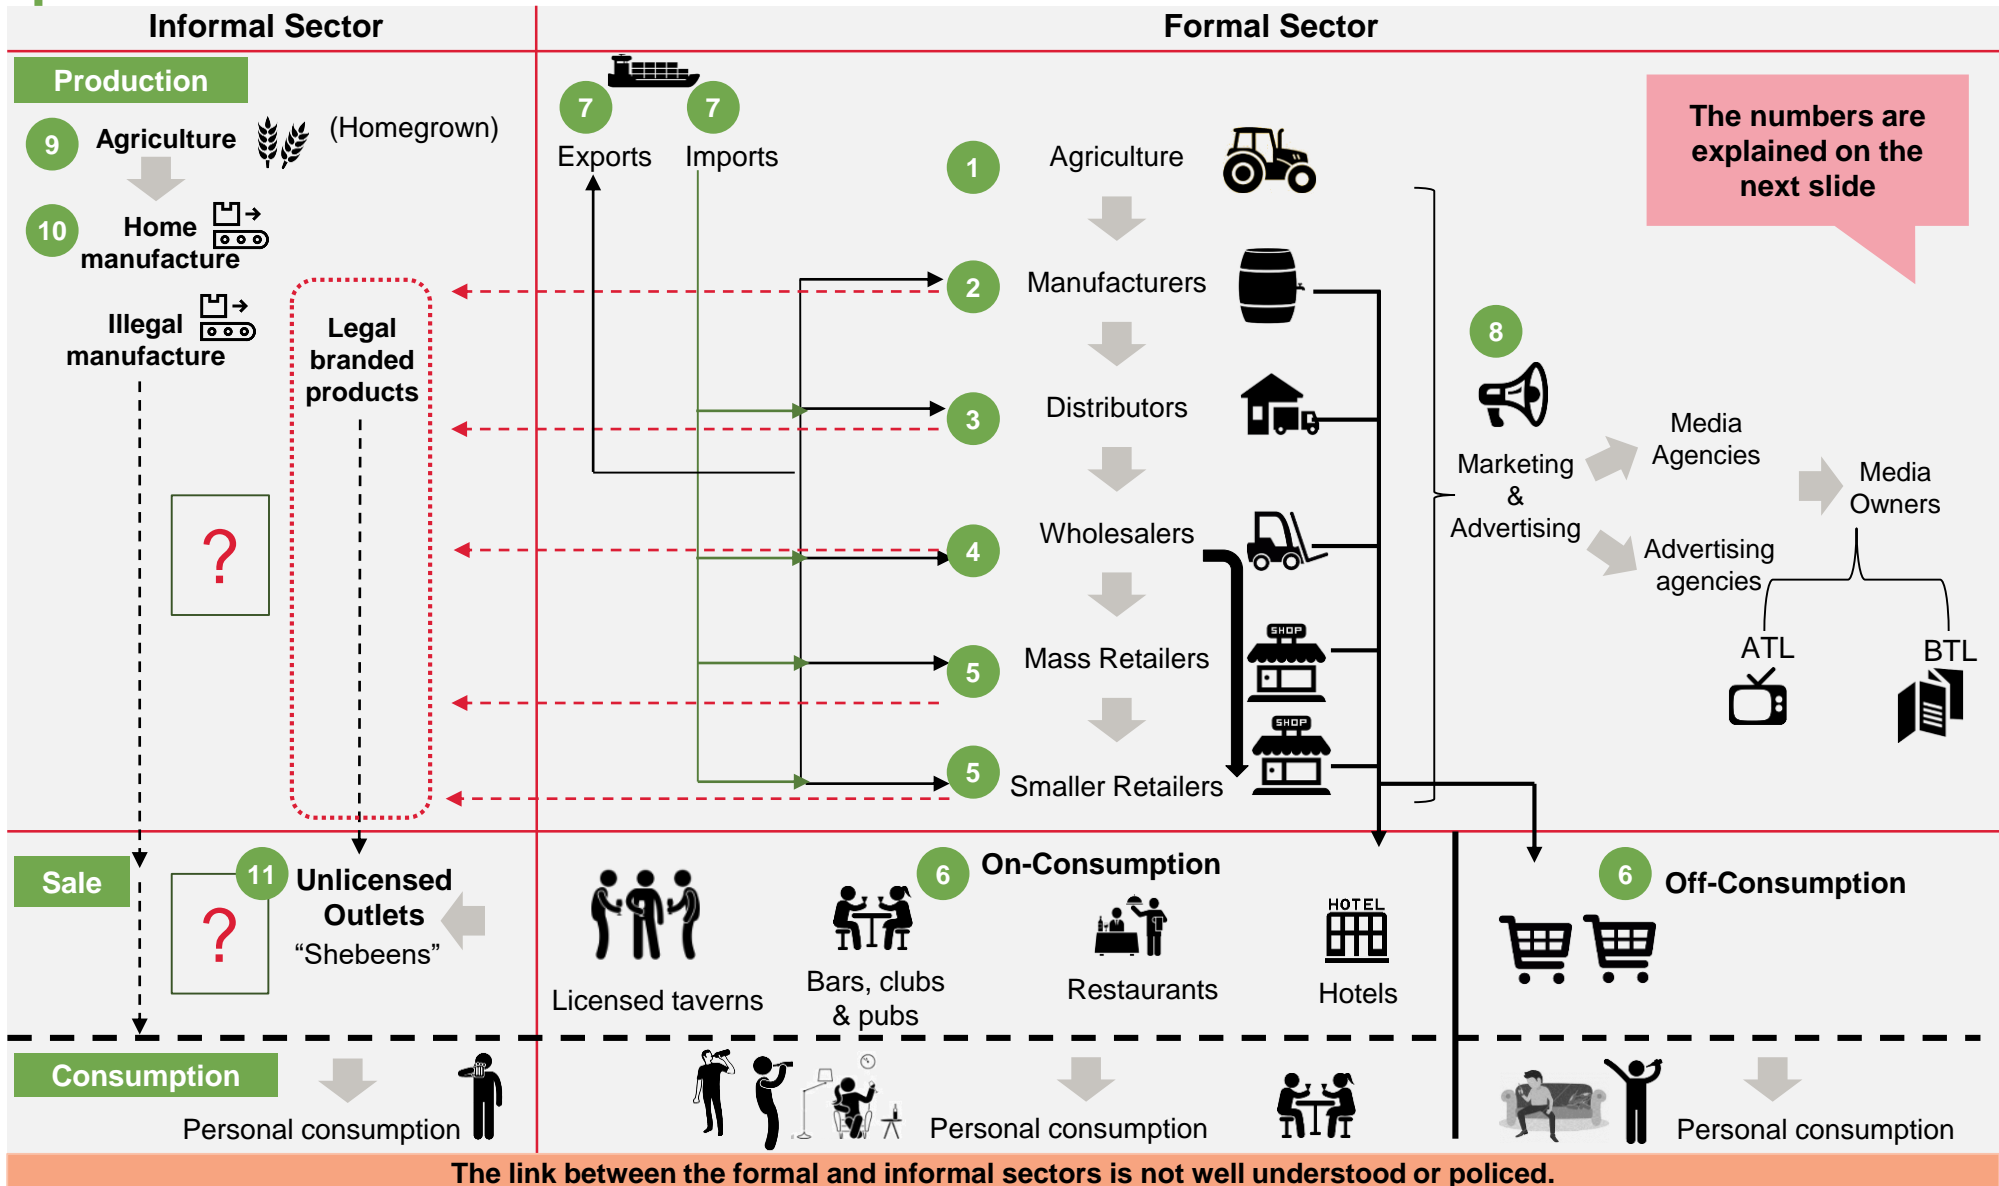 Informal Sector
Formal Sector
Production
9
Agriculture
(Homegrown)
10
Home
manufacture
Illegal
manufacture
Legal
branded
products
?
7
7
Exports
Imports
1
Agriculture
2
Manufacturers
3
Distributors
4
Wholesalers
5
Mass Retailers
SHOP
5
Smaller Retailers
SHOP
The numbers are
explained on the
next slide
8
Marketing
&
Advertising
Media
Agencies
Advertising
agencies
Media
Owners
ATL
BTL
Sale
?
11
Unlicensed
Outlets
“Shebeens”
6
On-Consumption
Licensed taverns
Bars, clubs
& pubs
Restaurants
HOTEL
Hotels
6
Off-Consumption
Consumption
Personal consumption
Personal consumption
Personal consumption
The link between the formal and informal sectors is not well understood or policed.